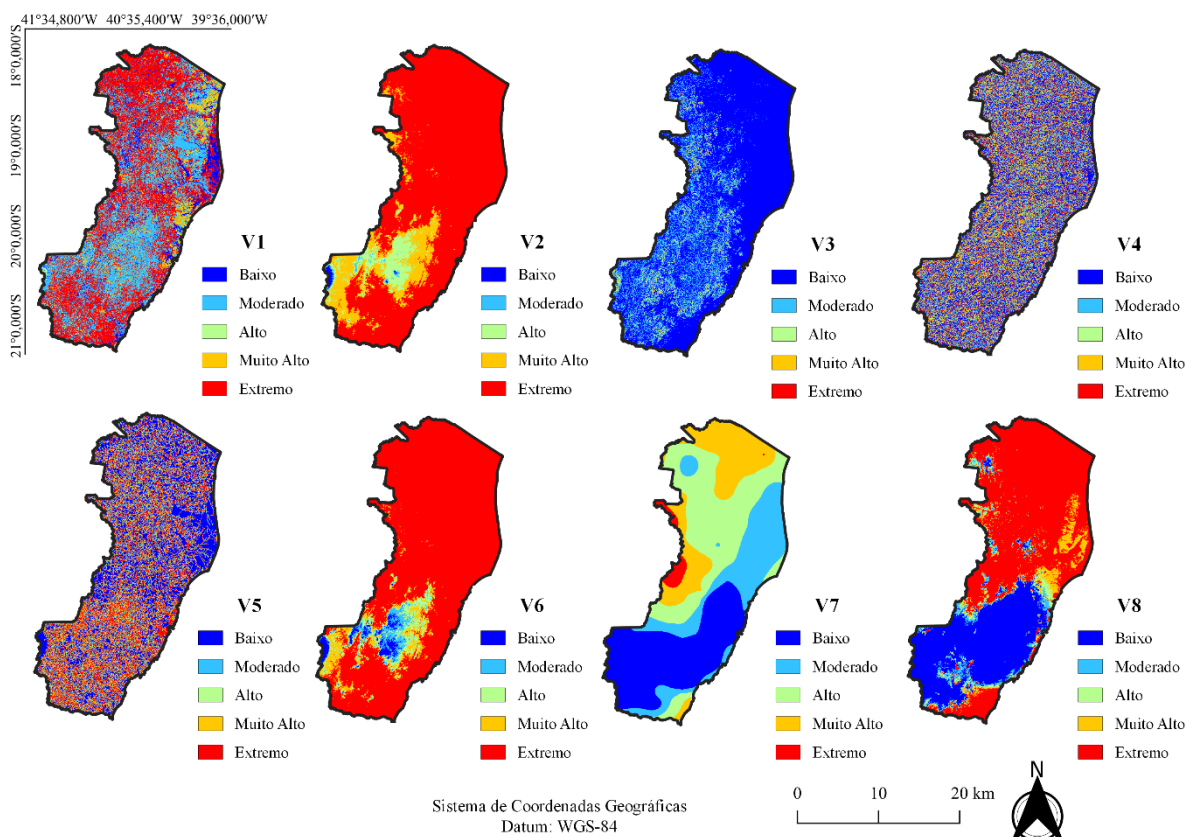 41°34,800'W 40°35,400'W 39°36,000'W
18°0,000'S
19°0,000'S
20°0,000'S
21°0,000'S
V1
Baixo
Moderado
Alto
Muito Alto
Extremo
V2
Baixo
Moderado
Alto
Muito Alto
Extremo
V3
Baixo
Moderado
Alto
Muito Alto
Extremo
V4
Baixo
Moderado
Alto
Muito Alto
Extremo
V5
Baixo
Moderado
Alto
Muito Alto
Extremo
V6
Baixo
Moderado
Alto
Muito Alto
Extremo
V7
Baixo
Moderado
Alto
Muito Alto
Extremo
V8
Baixo
Moderado
Alto
Muito Alto
Extremo
Sistema de Coordenadas Geográficas
Datum: WGS-84
0 10 20 km
N